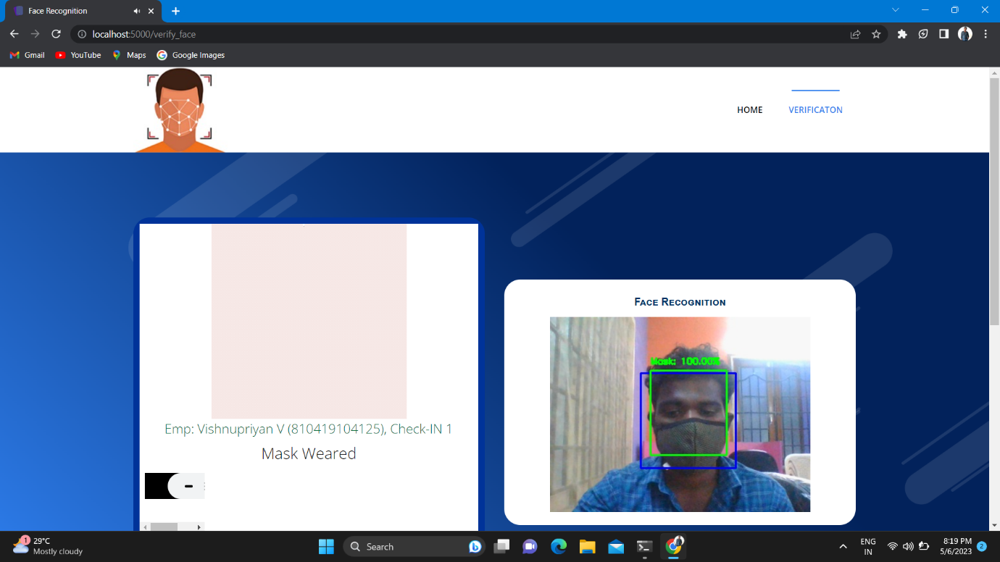 Face Recognition
localhost:5000/verify_face
Gmail YouTube Maps Google Images
HOME VERIFICATON
FACE RECOGNITION
Mask: 100.00%
Emp: Vishnupriyan V (810419104125), Check-IN 1
Mask Weared
1
29°C
Mostly cloudy
Search
ENG
IN
8:19 PM
5/6/2023
2